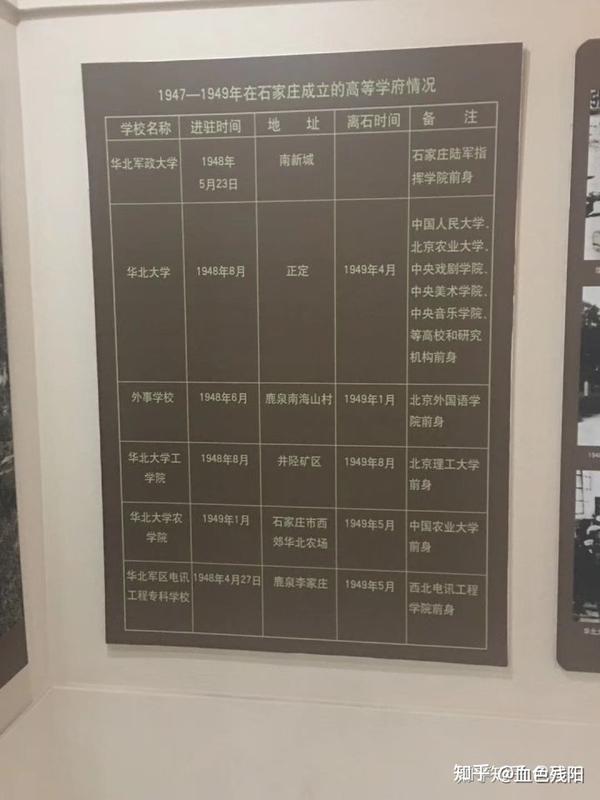 1947—1949年在石家庄成立的高等学府情况
学校名称 进驻时间 地 址 离石时间 备 注
华北军政大学 1948年
5月23日 南新城 石家庄陆军指
挥学院前身
华北大学 1948年8月 正定 1949年4月 中国人民大学、
北京农业大学、
中央戏剧学院、
中央美术学院、
中央音乐学院、
等高校和研究
机构前身
外事学校 1948年6月 鹿泉南海山村 1949年1月 北京外国语学
院前身
华北大学工
学院 1948年8月 井陉矿区 1949年8月 北京理工大学
前身
华北大学农
学院 1949年1月 石家庄市西
郊华北农场 1949年5月 中国农业大学
前身
华北军区电讯
工程专科学校 1948年4月27日 鹿泉李家庄 1949年5月 西北电讯工程
学院前身
知乎 @血色残阳